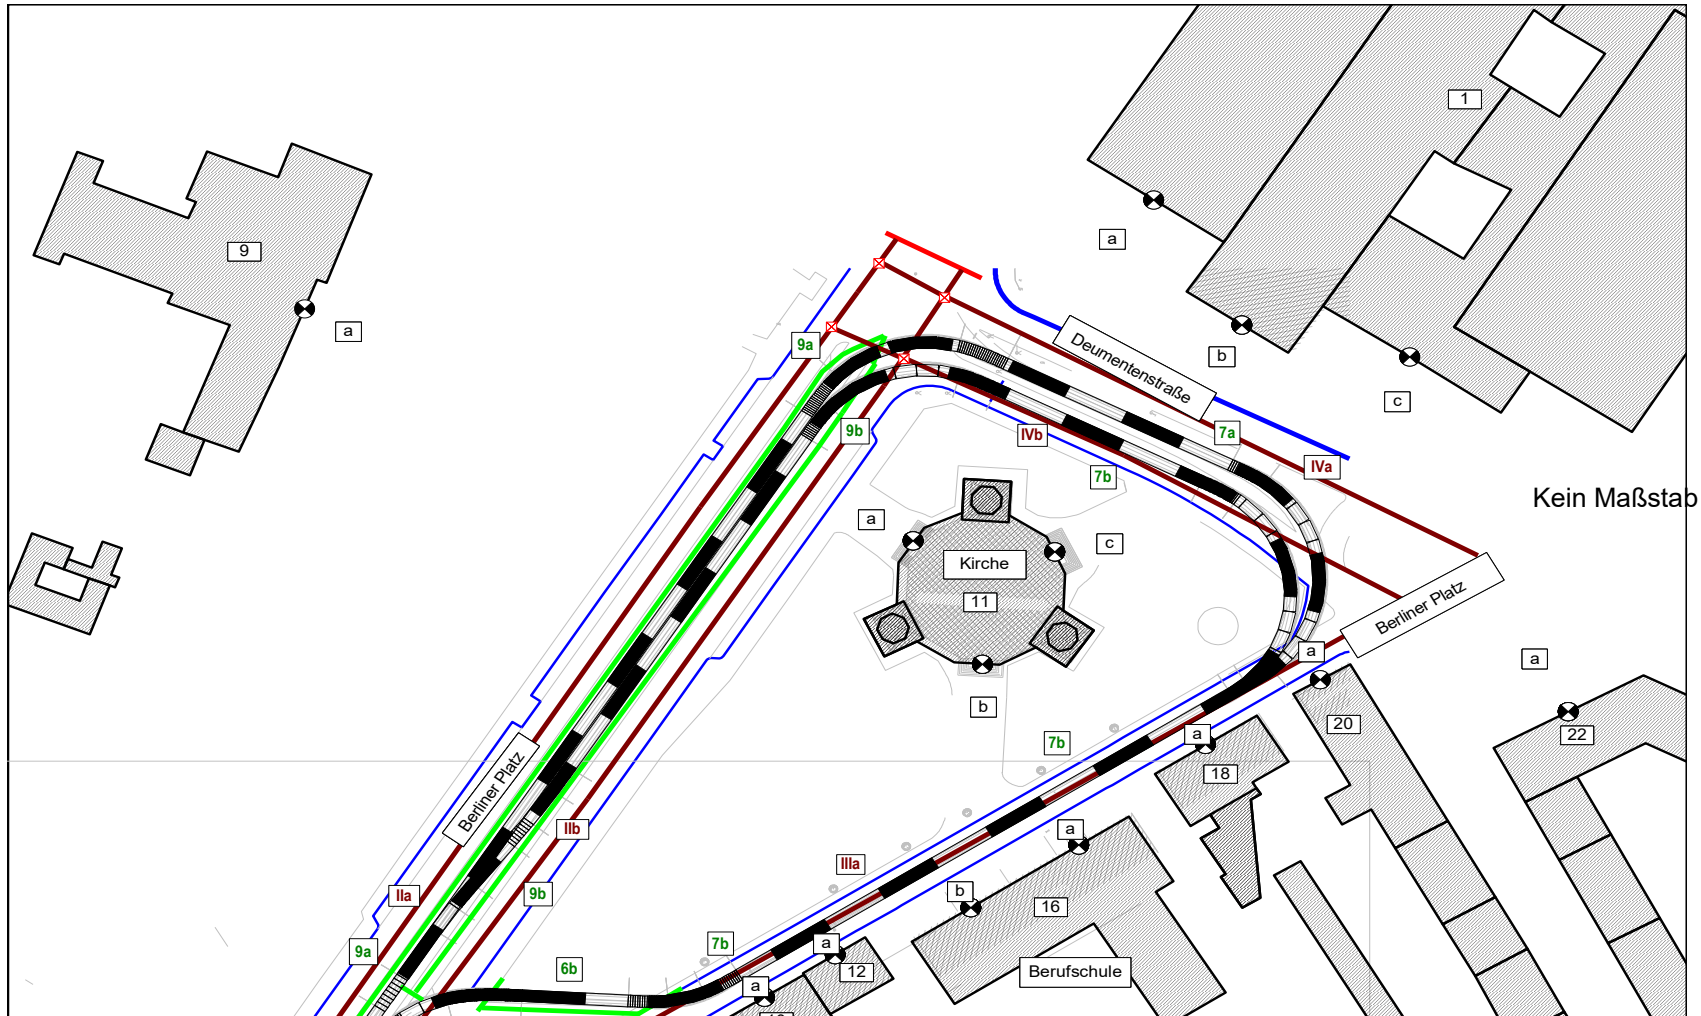 1
a
9
a
9a
b
Deumentenstraße
c
9b
IVb
7a
IVa
7b
Kein Maßstab
a
c
Kirche
11
Berliner Platz
a
a
b
20
a
22
7b
18
Berliner Platz
IIb
a
IIIa
IIa
9b
b
16
9a
7b
a
6b
12
Berufschule
a